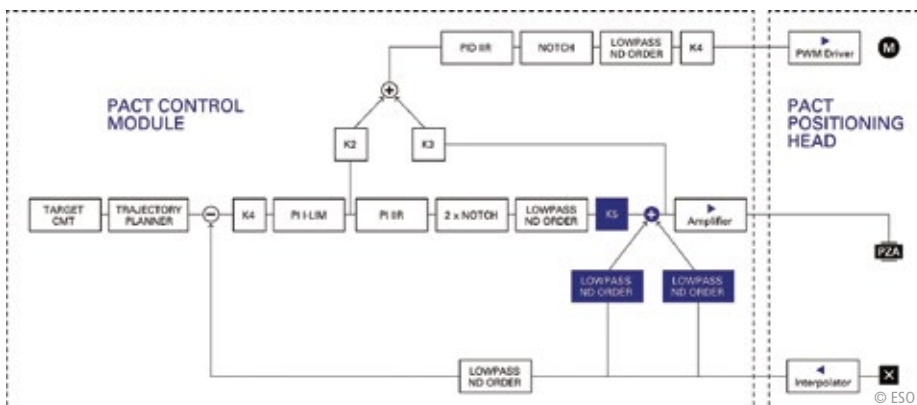 PID IIR
NOTCH
LOWPASS
ND ORDER
K4
PWM Driver
M
PACT CONTROL
MODULE
PACT
POSITIONING
HEAD
K2
K3
TARGET
CMT
TRAJECTORY
PLANNER
K4
PI I-LIM
PI IIR
2 x NOTCH
LOWPASS
ND ORDER
K5
Amplifier
PZA
LOWPASS
ND ORDER
LOWPASS
ND ORDER
LOWPASS
ND ORDER
Interpolator
X
© ESO